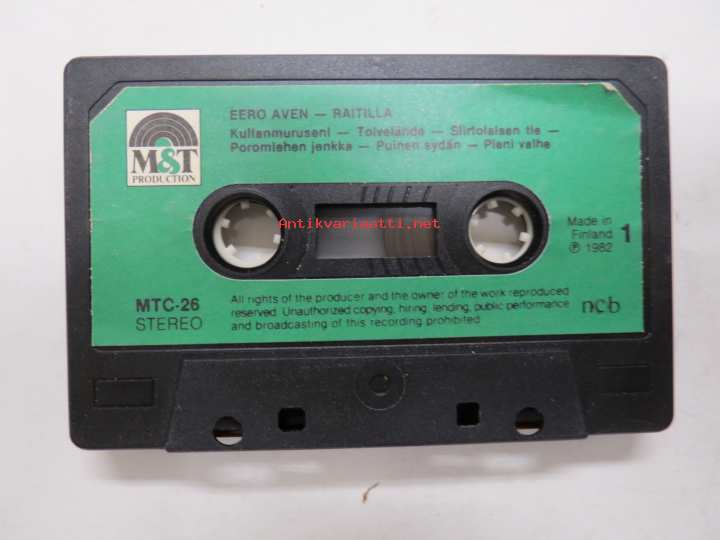 EERO AVEN — RAITILLA
Kultanmuruseni — Toivelande — Siirtolaisen tie —
Poromiehen jenkka — Puinen sydän — Pieni valhe
M&T
PRODUCTION
Antikvariaatti.net
Made in
Finland
℗ 1982
1
MTC-26
STEREO
All rights of the producer and the owner of the work reproduced
reserved. Unauthorized copying, hiring, lending, public performance
and broadcasting of this recording prohibited
ncb